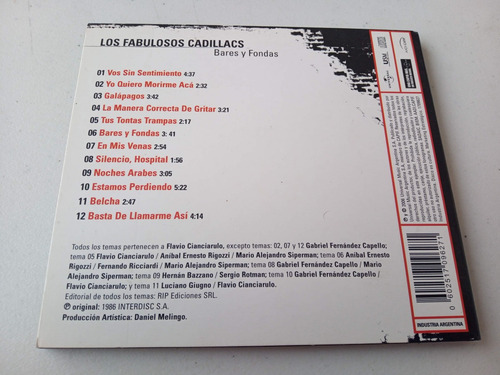 LOS FABULOSOS CADILLACS
Bares y Fondas
01 Vos Sin Sentimiento 4:37
02 Yo Quiero Morirme Acá 2:32
03 Galápagos 3:42
04 La Manera Correcta De Gritar 3:21
05 Tus Tontas Trampas 2:17
06 Bares y Fondas 3: 41
07 En Mis Venas 2:54
08 Silencio, Hospital 1:56
09 Noches Arabes 3:05
10 Estamos Perdiendo 5:22
11 Belcha 2:47
12 Basta De Llamarme Así 4:14
Todos los temas pertenecen a Flavio Cianciarulo, excepto temas: 02, 07 y 12 Gabriel Fernández Capello;
tema 05 Flavio Cianciarulo / Aníbal Ernesto Rigozzi / Mario Alejandro Siperman; tema 06 Aníbal Ernesto
Rigozzi / Fernando Ricciardi / Mario Alejandro Siperman; tema 08 Gabriel Fernández Capello / Mario
Alejandro Siperman; tema 09 Hernán Bazzano / Sergio Rotman; tema 10 Gabriel Fernández Capello /
Flavio Cianciarulo; y tema 11 Luciano Giugno / Flavio Cianciarulo.
Editorial de todos los temas: RIP Ediciones SRL.
℗ original: 1986 INTERDISC S.A.
Producción Artística: Daniel Melingo.
0 602517 098271
INDUSTRIA ARGENTINA